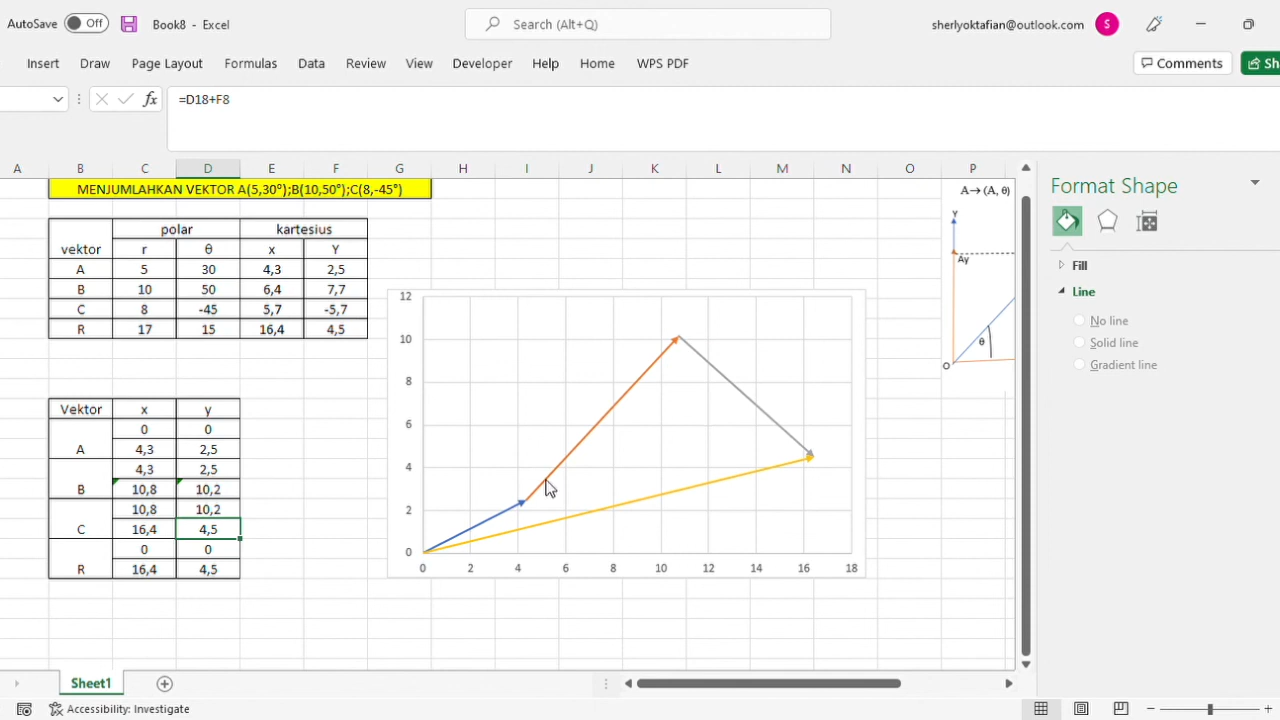 AutoSave Off Book8 - Excel Search (Alt+Q) sherlyoktafian@outlook.com S
Insert Draw Page Layout Formulas Data Review View Developer Help Home WPS PDF Comments Sh
fx =D18+F8
A B C D E F G H I J K L M N O P
MENJUMLAHKAN VEKTOR A(5,30°);B(10,50°);C(8,-45°)
vektor polar kartesius
r θ x Y
A 5 30 4,3 2,5
B 10 50 6,4 7,7
C 8 -45 5,7 -5,7
R 17 15 16,4 4,5
Vektor x y
0 0
A 4,3 2,5
4,3 2,5
B 10,8 10,2
10,8 10,2
C 16,4 4,5
0 0
R 16,4 4,5
12
10
8
6
4
2
0
0 2 4 6 8 10 12 14 16 18
A→(A, θ)
Y
Ay
θ
O
Format Shape
Fill
Line
No line
Solid line
Gradient line
Sheet1
Accessibility: Investigate